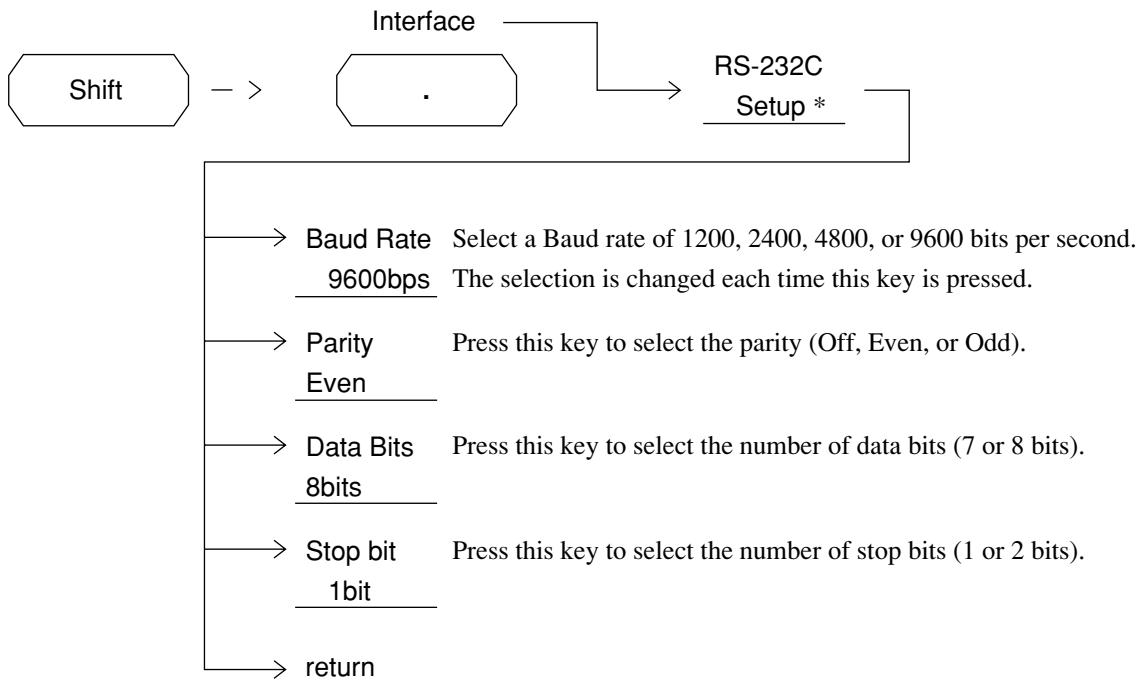 Interface
Shift — > .
RS-232C
Setup *
Baud Rate Select a Baud rate of 1200, 2400, 4800, or 9600 bits per second.
9600bps The selection is changed each time this key is pressed.
Parity Press this key to select the parity (Off, Even, or Odd).
Even
Data Bits Press this key to select the number of data bits (7 or 8 bits).
8bits
Stop bit Press this key to select the number of stop bits (1 or 2 bits).
1bit
return